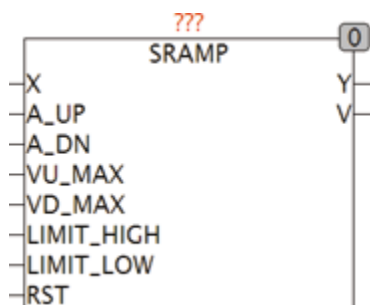 ???
0
SRAMP
X
Y
A_UP
V
A_DN
VU_MAX
VD_MAX
LIMIT_HIGH
LIMIT_LOW
RST